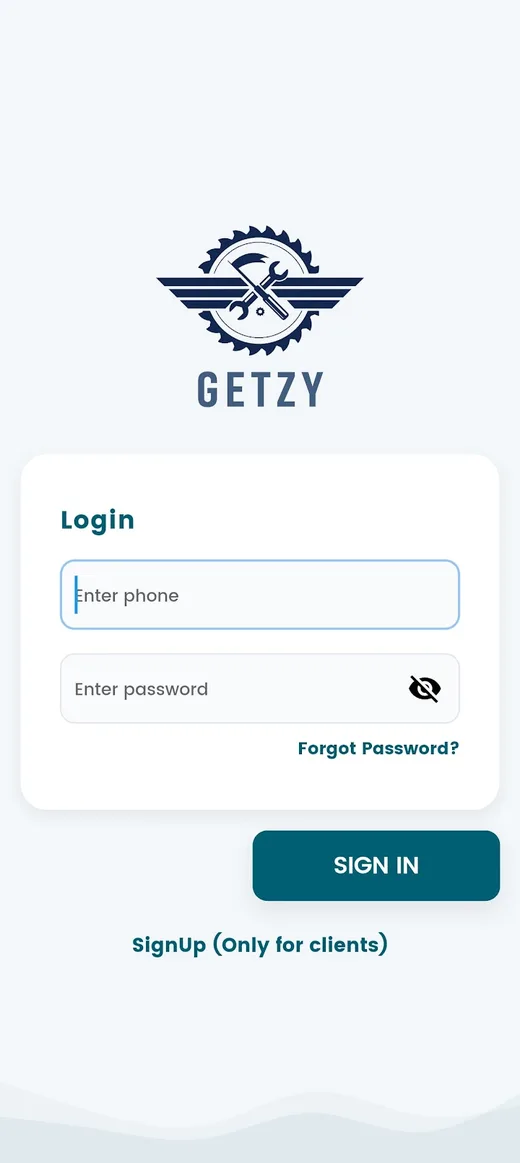 GETZY
Login
Enter phone
Enter password
Forgot Password?
SIGN IN
SignUp (Only for clients)